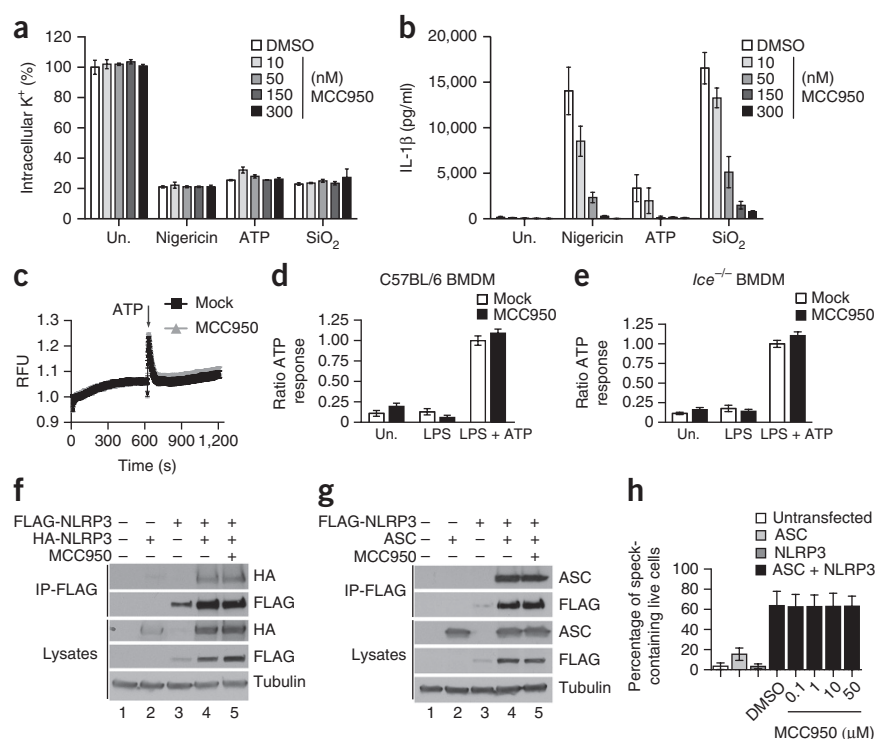 a
Intracellular K+ (%)
120
100
80
60
40
20
0
Un.
Nigericin
ATP
SiO2
DMSO
10
50
150
300
(nM)
MCC950
b
IL-1β (pg/ml)
20,000
15,000
10,000
5,000
0
Un.
Nigericin
ATP
SiO2
DMSO
10
50
150
300
(nM)
MCC950
c
RFU
1.3
1.2
1.1
1.0
0.9
0
300
600
900
1,200
Time (s)
ATP
Mock
MCC950
d
C57BL/6 BMDM
Mock
MCC950
Ratio ATP
response
1.25
1.00
0.75
0.50
0.25
0
Un.
LPS
LPS + ATP
e
Ice−/− BMDM
Mock
MCC950
Ratio ATP
response
1.25
1.00
0.75
0.50
0.25
0
Un.
LPS
LPS + ATP
f
FLAG-NLRP3 − − + + +
HA-NLRP3 − + − + +
MCC950 − − − − +
IP-FLAG
HA
FLAG
Lysates
HA
FLAG
Tubulin
1 2 3 4 5
g
FLAG-NLRP3 − − + + +
ASC − + − + +
MCC950 − − − − +
IP-FLAG
ASC
FLAG
Lysates
ASC
FLAG
Tubulin
1 2 3 4 5
h
Untransfected
ASC
NLRP3
ASC + NLRP3
Percentage of speck-
containing live cells
100
80
60
40
20
0
DMSO
0.1
1
10
50
MCC950 (μM)